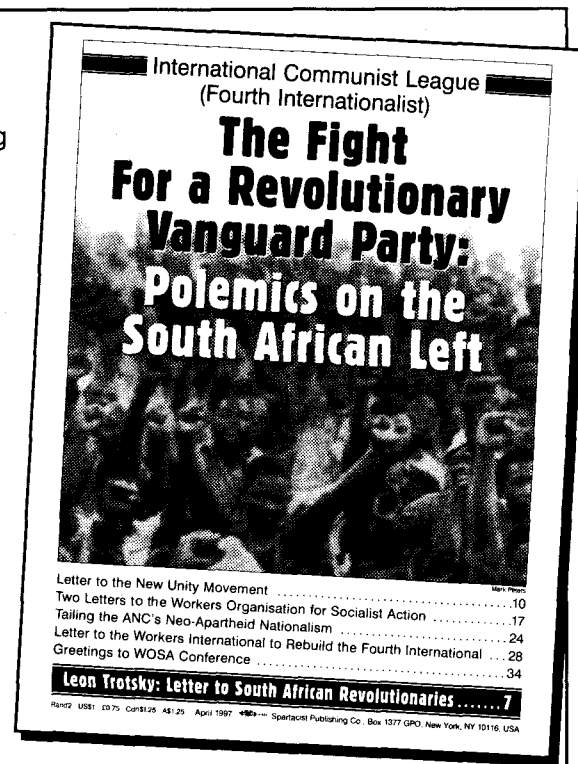 g
International Communist League
(Fourth Internationalist)
The Fight
For a Revolutionary
Vanguard Party:
Polemics on the
South African Left
Mark Peters
Letter to the New Unity Movement ..............................10
Two Letters to the Workers Organisation for Socialist Action ..............17
Tailing the ANC's Neo-Apartheid Nationalism ..............................24
Letter to the Workers International to Rebuild the Fourth International ...28
Greetings to WOSA Conference ..............................34
Leon Trotsky: Letter to South African Revolutionaries.......7
Rand2 US$1 £0.75 Cdn$1.25 A$1.25 April 1997 Spartacist Publishing Co., Box 1377 GPO, New York, NY 10116, USA